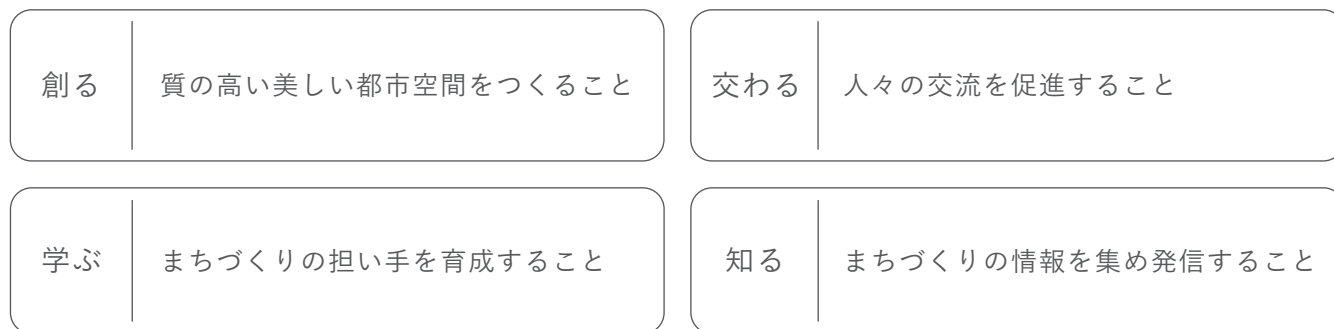 創る
質の高い美しい都市空間をつくること
交わる
人々の交流を促進すること
学ぶ
まちづくりの担い手を育成すること
知る
まちづくりの情報を集め発信すること